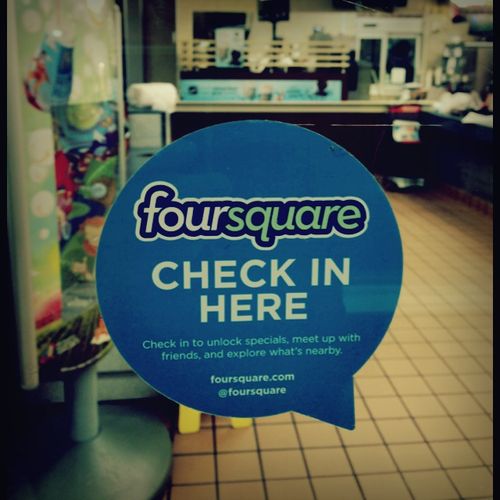 foursquare
CHECK IN
HERE
Check in to unlock specials, meet up with
friends, and explore what's nearby.
foursquare.com
@foursquare